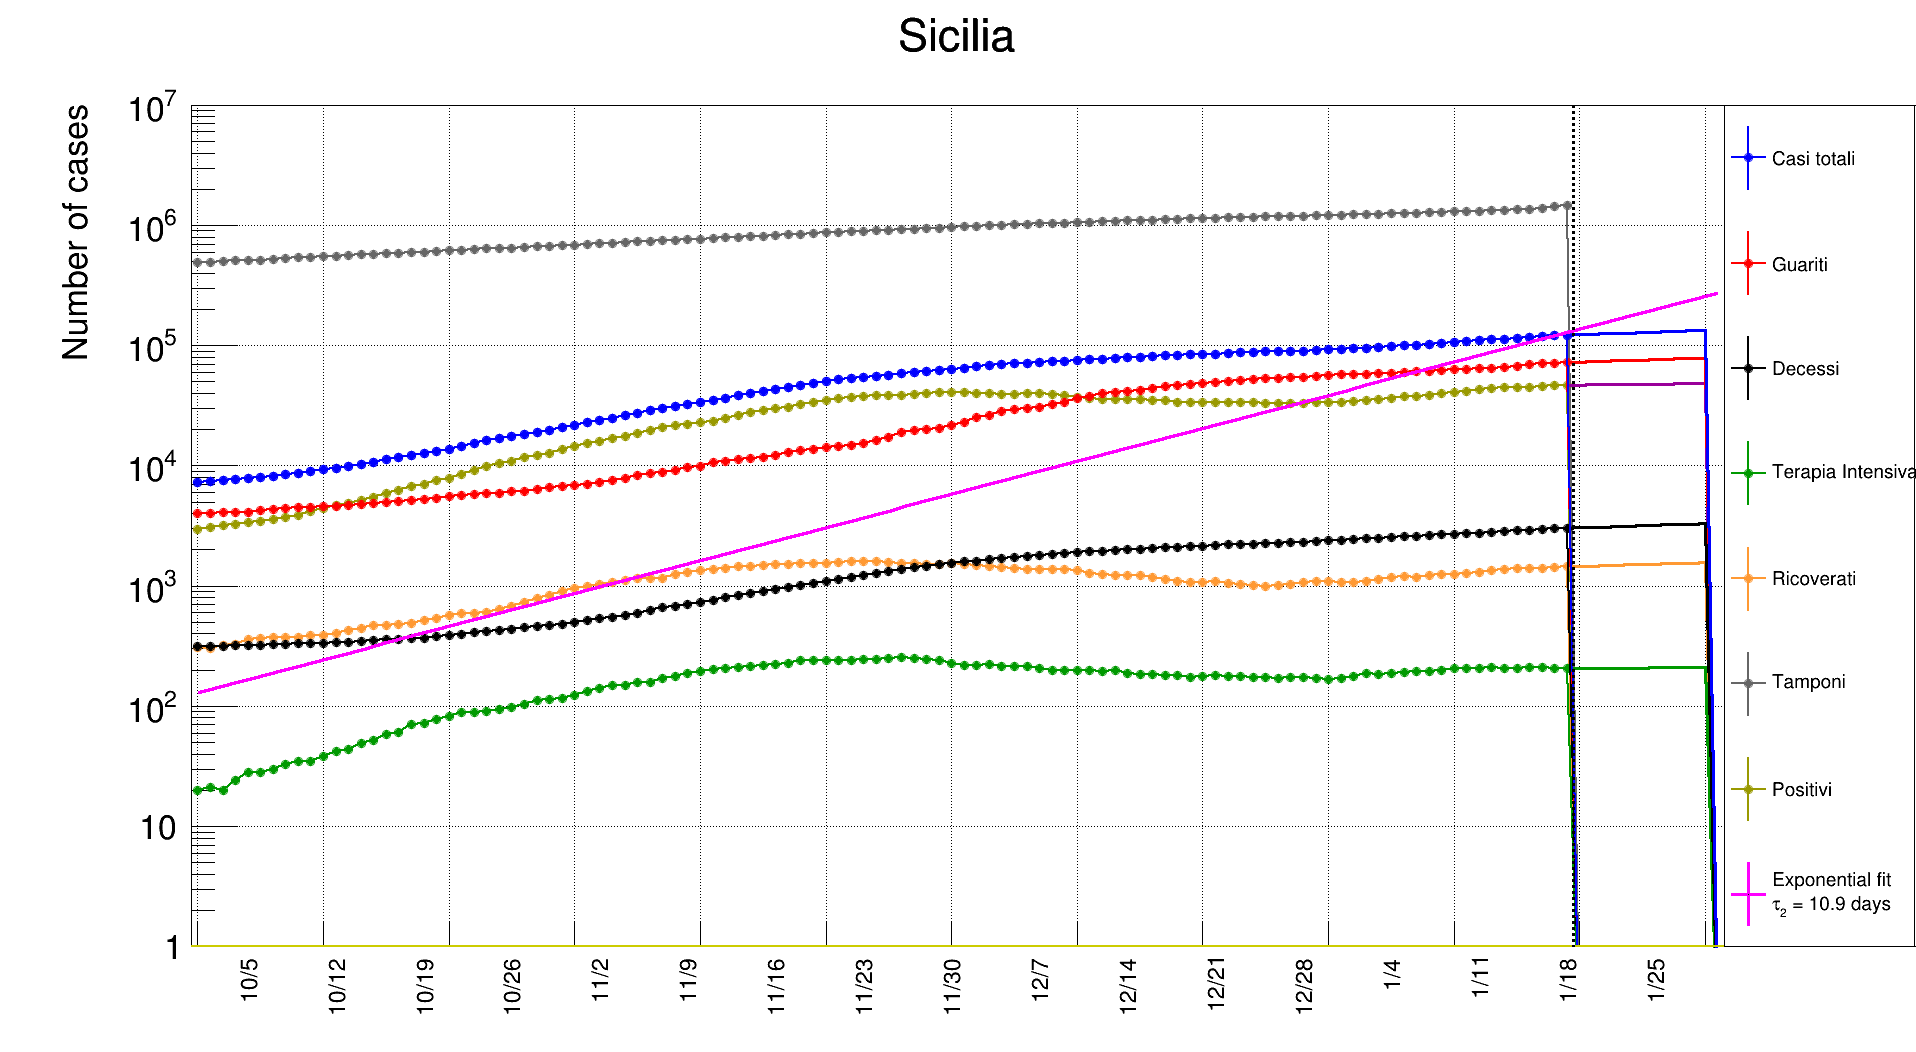 Sicilia
Number of cases
10^7
10^6
10^5
10^4
10^3
10^2
10
1
10/5
10/12
10/19
10/26
11/2
11/9
11/16
11/23
11/30
12/7
12/14
12/21
12/28
1/4
1/11
1/18
1/25
Casi totali
Guariti
Decessi
Terapia Intensiva
Ricoverati
Tamponi
Positivi
Exponential fit
τ₂ = 10.9 days